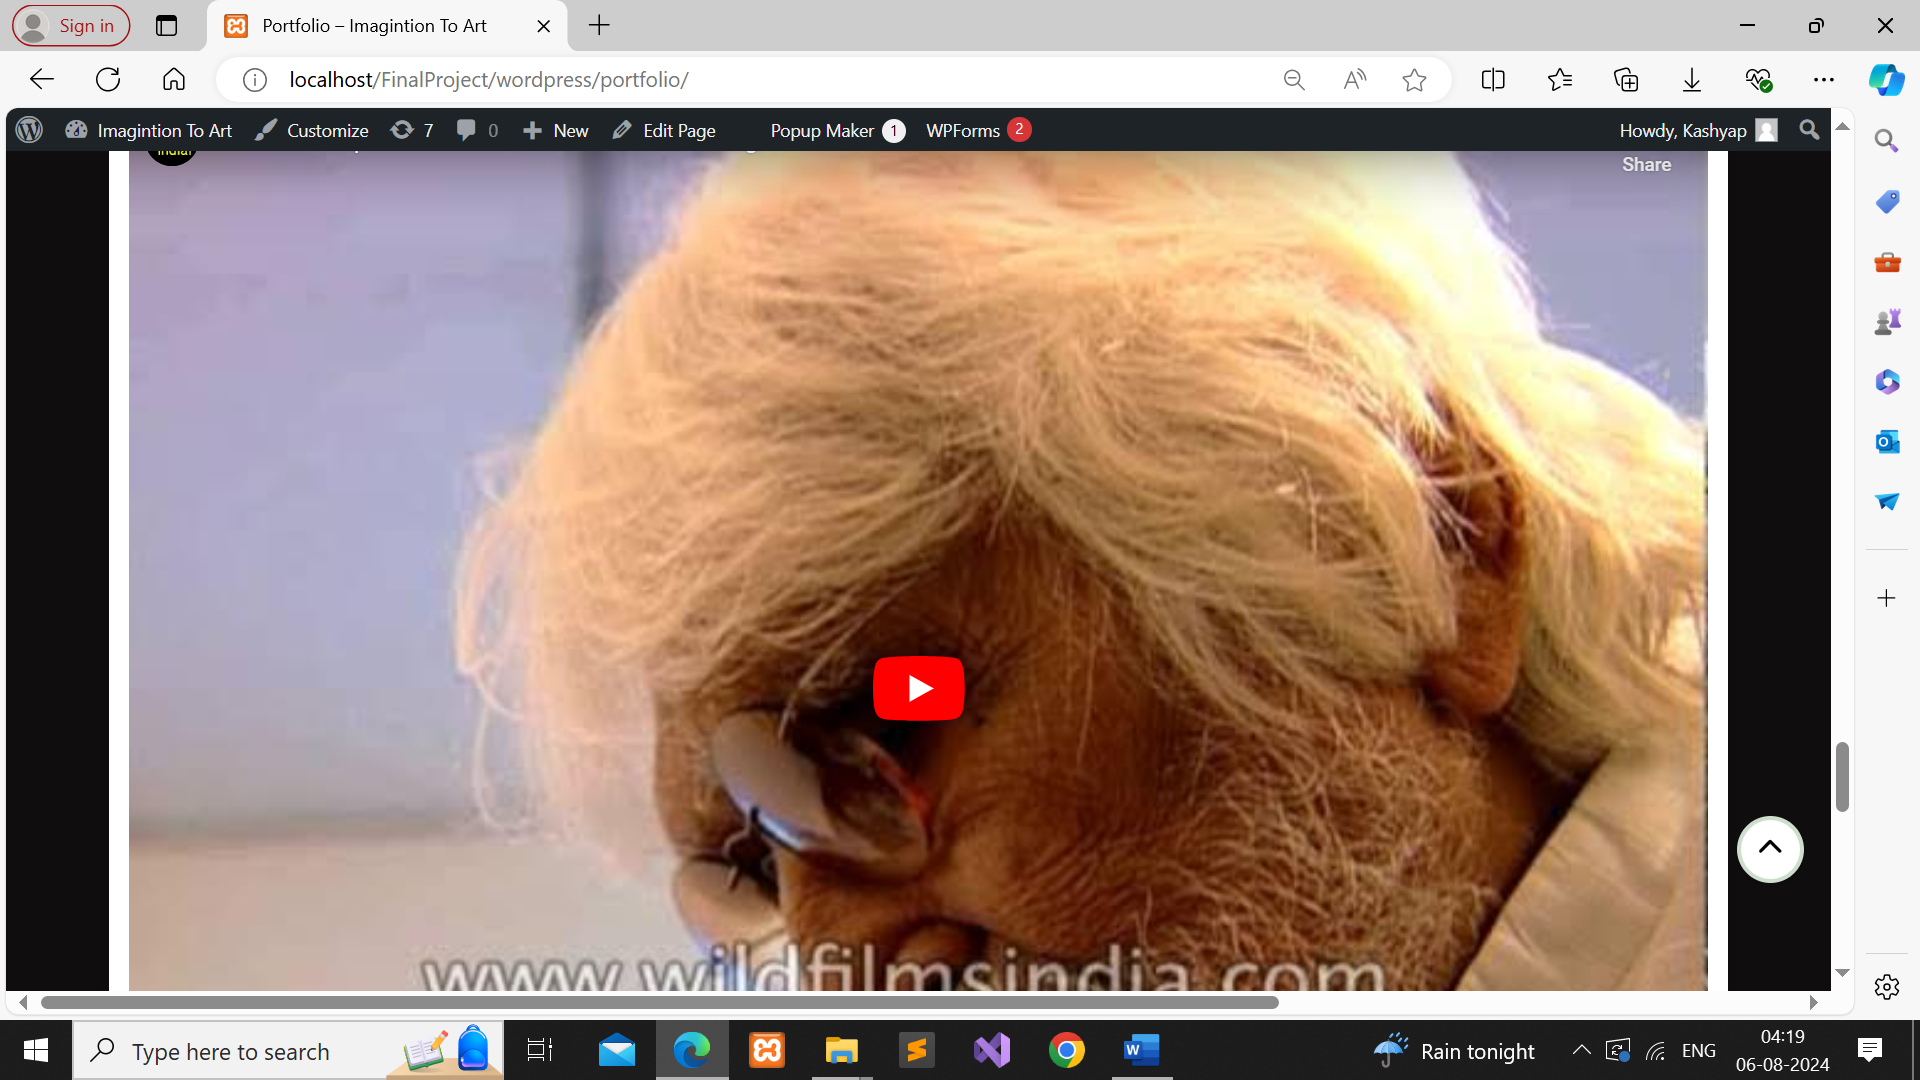 Sign in
Portfolio – Imagintion To Art
localhost/FinalProject/wordpress/portfolio/
Imagintion To Art Customize 7 0 New Edit Page Popup Maker 1 WPForms 2 Howdy, Kashyap
Share
www.wildfilmsindia.com
Type here to search
Rain tonight
ENG
04:19
06-08-2024